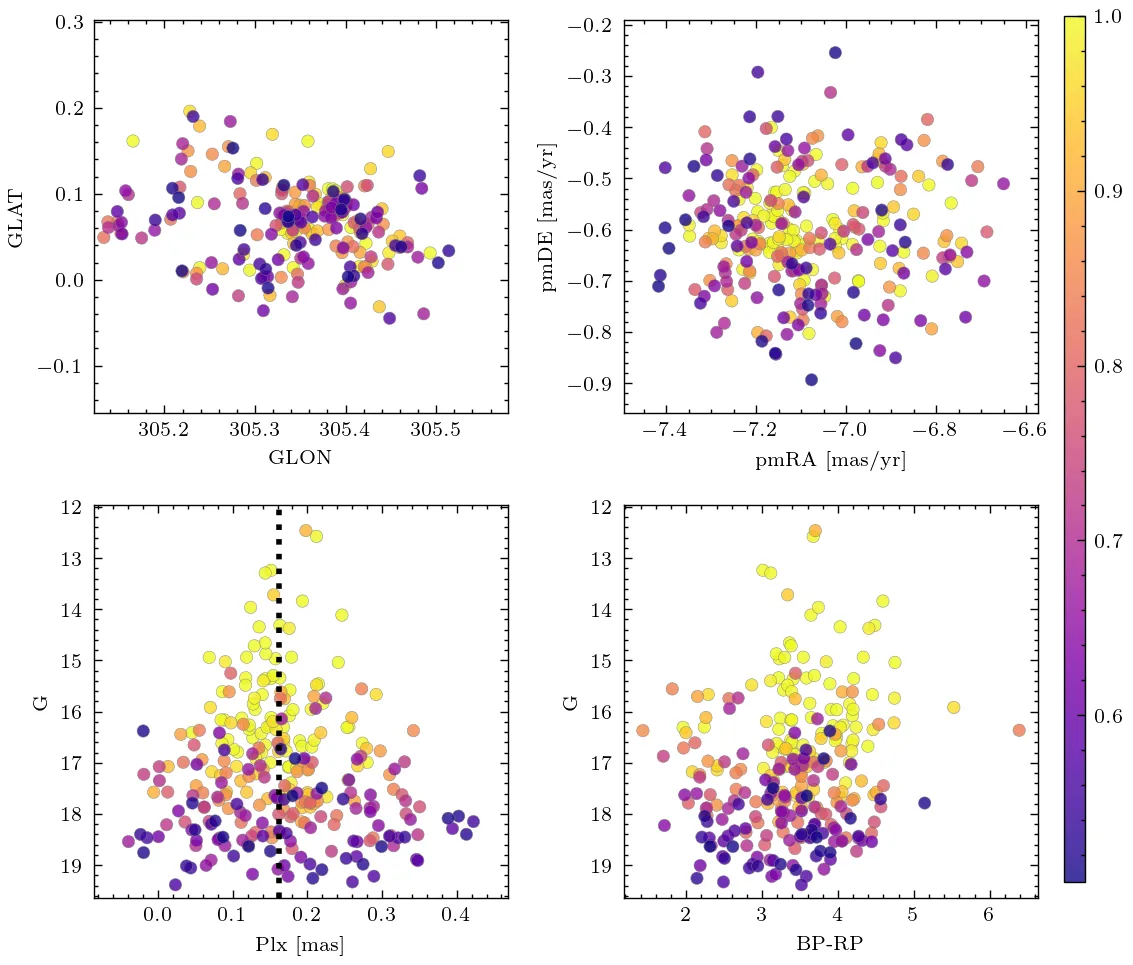 0.3
0.2
0.1
0.0
−0.1
GLAT
305.2 305.3 305.4 305.5
GLON
−0.2
−0.3
−0.4
−0.5
−0.6
−0.7
−0.8
−0.9
pmDE [mas/yr]
−7.4 −7.2 −7.0 −6.8 −6.6
pmRA [mas/yr]
12
13
14
15
16
17
18
19
G
0.0 0.1 0.2 0.3 0.4
Plx [mas]
12
13
14
15
16
17
18
19
G
2 3 4 5 6
BP-RP
1.0
0.9
0.8
0.7
0.6